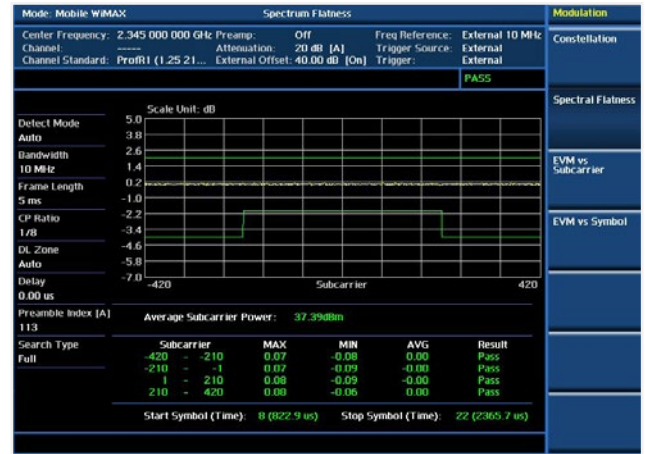 Mode: Mobile WiMAX Spectrum Flatness Modulation
Center Frequency: 2.345 000 000 GHz Preamp: Off Freq Reference: External 10 MHz
Channel: ----- Attenuation: 20 dB [A] Trigger Source: External
Channel Standard: ProfR1 (1.25 21... External Offset: 40.00 dB [On] Trigger: External
PASS
Constellation
Spectral Flatness
EVM vs
Subcarrier
EVM vs Symbol
Detect Mode
Auto
Bandwidth
10 MHz
Frame Length
5 ms
CP Ratio
1/8
DL Zone
Auto
Delay
0.00 us
Preamble Index [A]
113
Search Type
Full
Scale Unit: dB
5.0
3.8
2.6
1.4
0.2
-1.0
-2.2
-3.4
-4.6
-5.8
-7.0
-420 Subcarrier 420
Average Subcarrier Power: 37.39dBm
Subcarrier MAX MIN AVG Result
-420 - -210 0.07 -0.08 0.00 Pass
-210 - -1 0.07 -0.09 -0.00 Pass
1 - 210 0.08 -0.09 -0.00 Pass
210 - 420 0.08 -0.06 0.00 Pass
Start Symbol (Time): 8 (822.9 us) Stop Symbol (Time): 22 (2365.7 us)